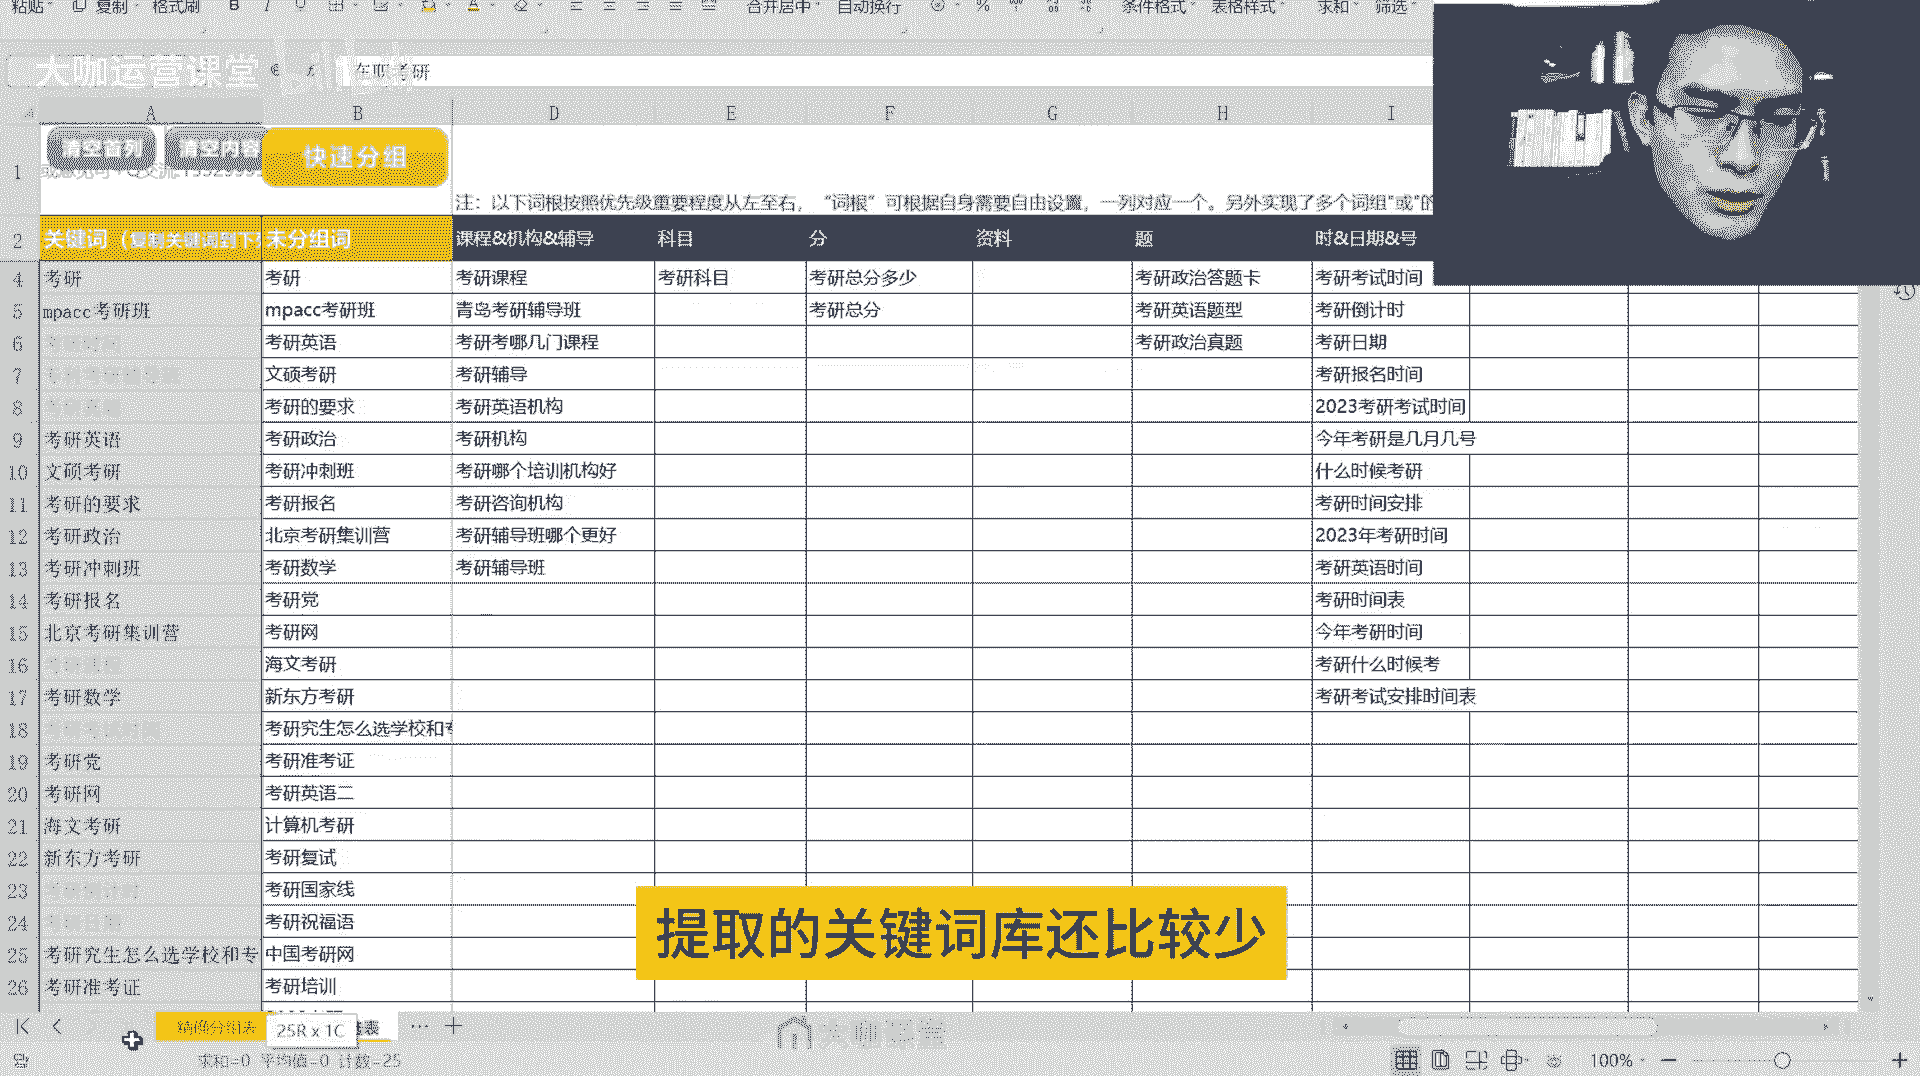 粘贴 复制 格式刷 B I U A 合并居中 自动换行 % 条件格式 表格样式 求和 筛选
大咖运营课堂 bilibili 在职考研
A B D E F G H I
清空首列 清空内容 快速分组
1 注：以下词根按照优先级重要程度从左至右，“词根”可根据自身需要自由设置，一列对应一个。另外实现了多个词组"或"的
2 关键词（复制关键词到下 未分组词 课程&机构&辅导 科目 分 资料 题 时&日期&号
4 考研 考研 考研课程 考研科目 考研总分多少 考研政治答题卡 考研考试时间
5 mpacc考研班 mpacc考研班 青岛考研辅导班 考研总分 考研英语题型 考研倒计时
6 考研英语 考研考哪几门课程 考研政治真题 考研日期
7 文硕考研 考研辅导 考研报名时间
8 考研的要求 考研英语机构 2023考研考试时间
9 考研英语 考研政治 考研机构 今年考研是几月几号
10 文硕考研 考研冲刺班 考研哪个培训机构好 什么时候考研
11 考研的要求 考研报名 考研咨询机构 考研时间安排
12 考研政治 北京考研集训营 考研辅导班哪个更好 2023年考研时间
13 考研冲刺班 考研数学 考研辅导班 考研英语时间
14 考研报名 考研党 考研时间表
15 北京考研集训营 考研网 今年考研时间
16 海文考研 考研什么时候考
17 考研数学 新东方考研 考研考试安排时间表
18 考研考试时间 考研究生怎么选学校和专
19 考研党 考研准考证
20 考研网 考研英语二
21 海文考研 计算机考研
22 新东方考研 考研复试
23 考研国家线
24 考研日期 考研祝福语
25 考研究生怎么选学校和专 中国考研网
26 考研准考证 考研培训
提取的关键词库还比较少
精确分组表 25R x 1C ··· +
大咖运营
求和=0 平均值=0 计数=25 100% − +